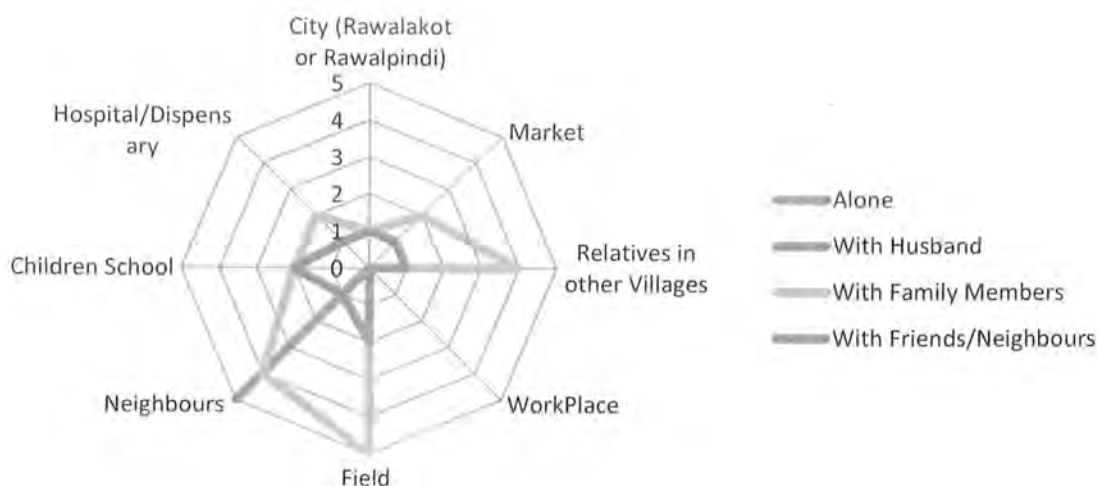 City (Rawalakot
or Rawalpindi)
5
4
3
2
1
0
Hospital/Dispens
ary
Market
Children School
Relatives in
other Villages
Neighbours
WorkPlace
Field
Alone
With Husband
With Family Members
With Friends/Neighbours